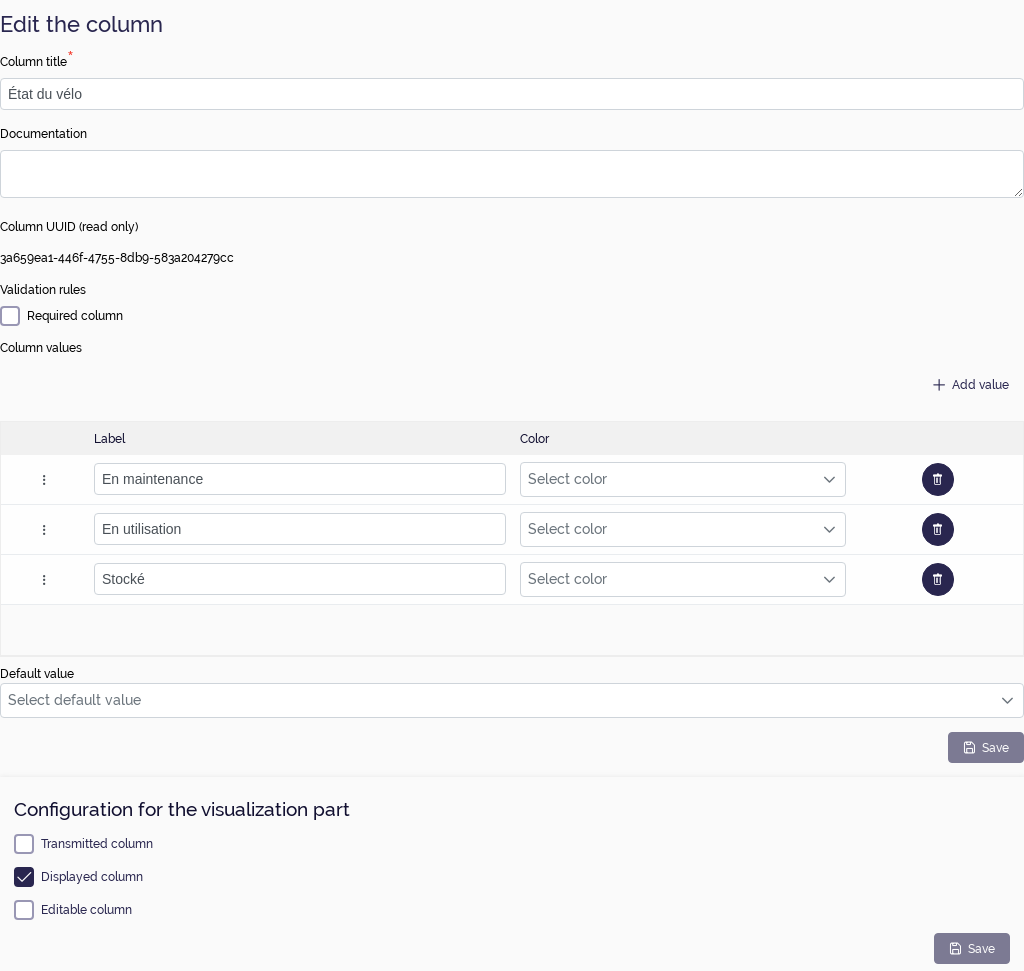 Edit the column
Column title*
État du vélo
Documentation
Column UUID (read only)
3a659ea1-446f-4755-8db9-583a204279cc
Validation rules
Required column
Column values
Add value
Label Color
En maintenance Select color
En utilisation Select color
Stocké Select color
Default value
Select default value
Save
Configuration for the visualization part
Transmitted column
Displayed column
Editable column
Save